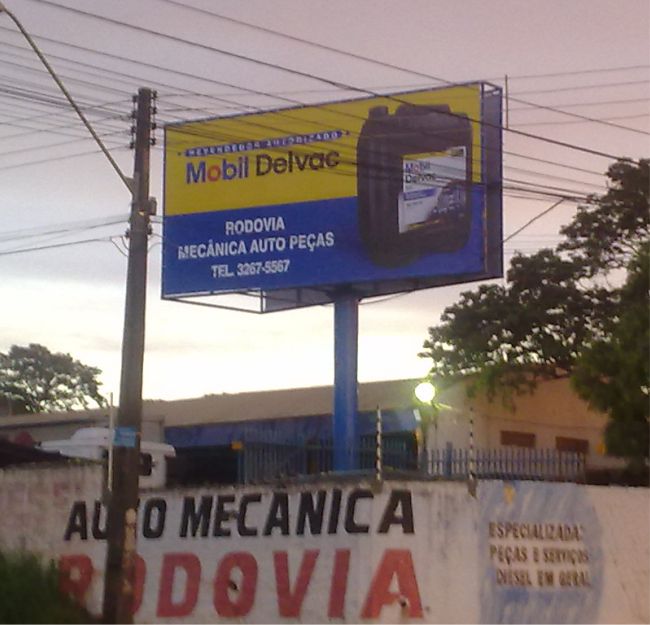 REVENDEDOR AUTORIZADO
Mobil Delvac
Mobil
Delvac
RODOVIA
MECÂNICA AUTO PEÇAS
TEL. 3267-5567
AUTO MECÂNICA
RODOVIA
ESPECIALIZADA:
PEÇAS E SERVIÇOS
DIESEL EM GERAL